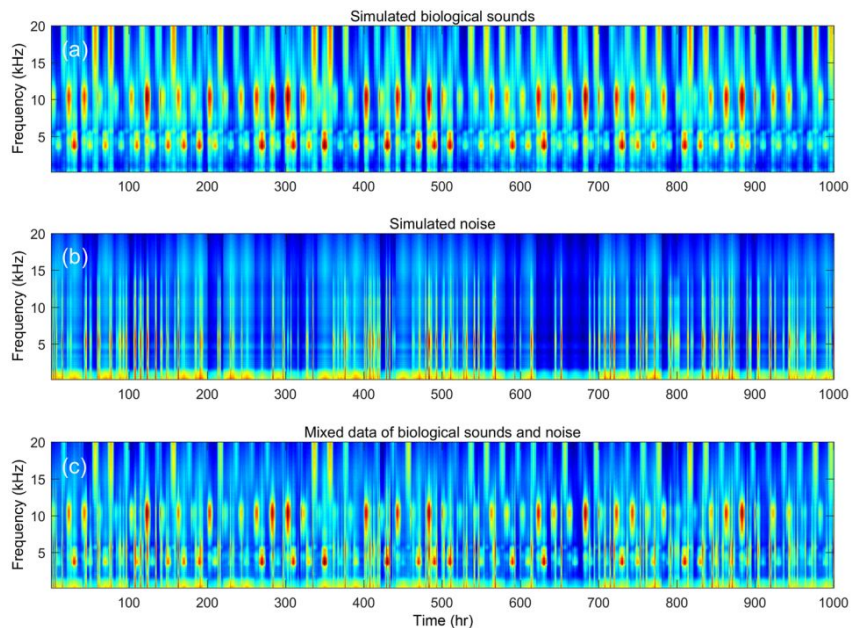 Simulated biological sounds
(a)
Frequency (kHz)
20
15
10
5
100 200 300 400 500 600 700 800 900 1000
Simulated noise
(b)
Frequency (kHz)
20
15
10
5
100 200 300 400 500 600 700 800 900 1000
Mixed data of biological sounds and noise
(c)
Frequency (kHz)
20
15
10
5
100 200 300 400 500 600 700 800 900 1000
Time (hr)